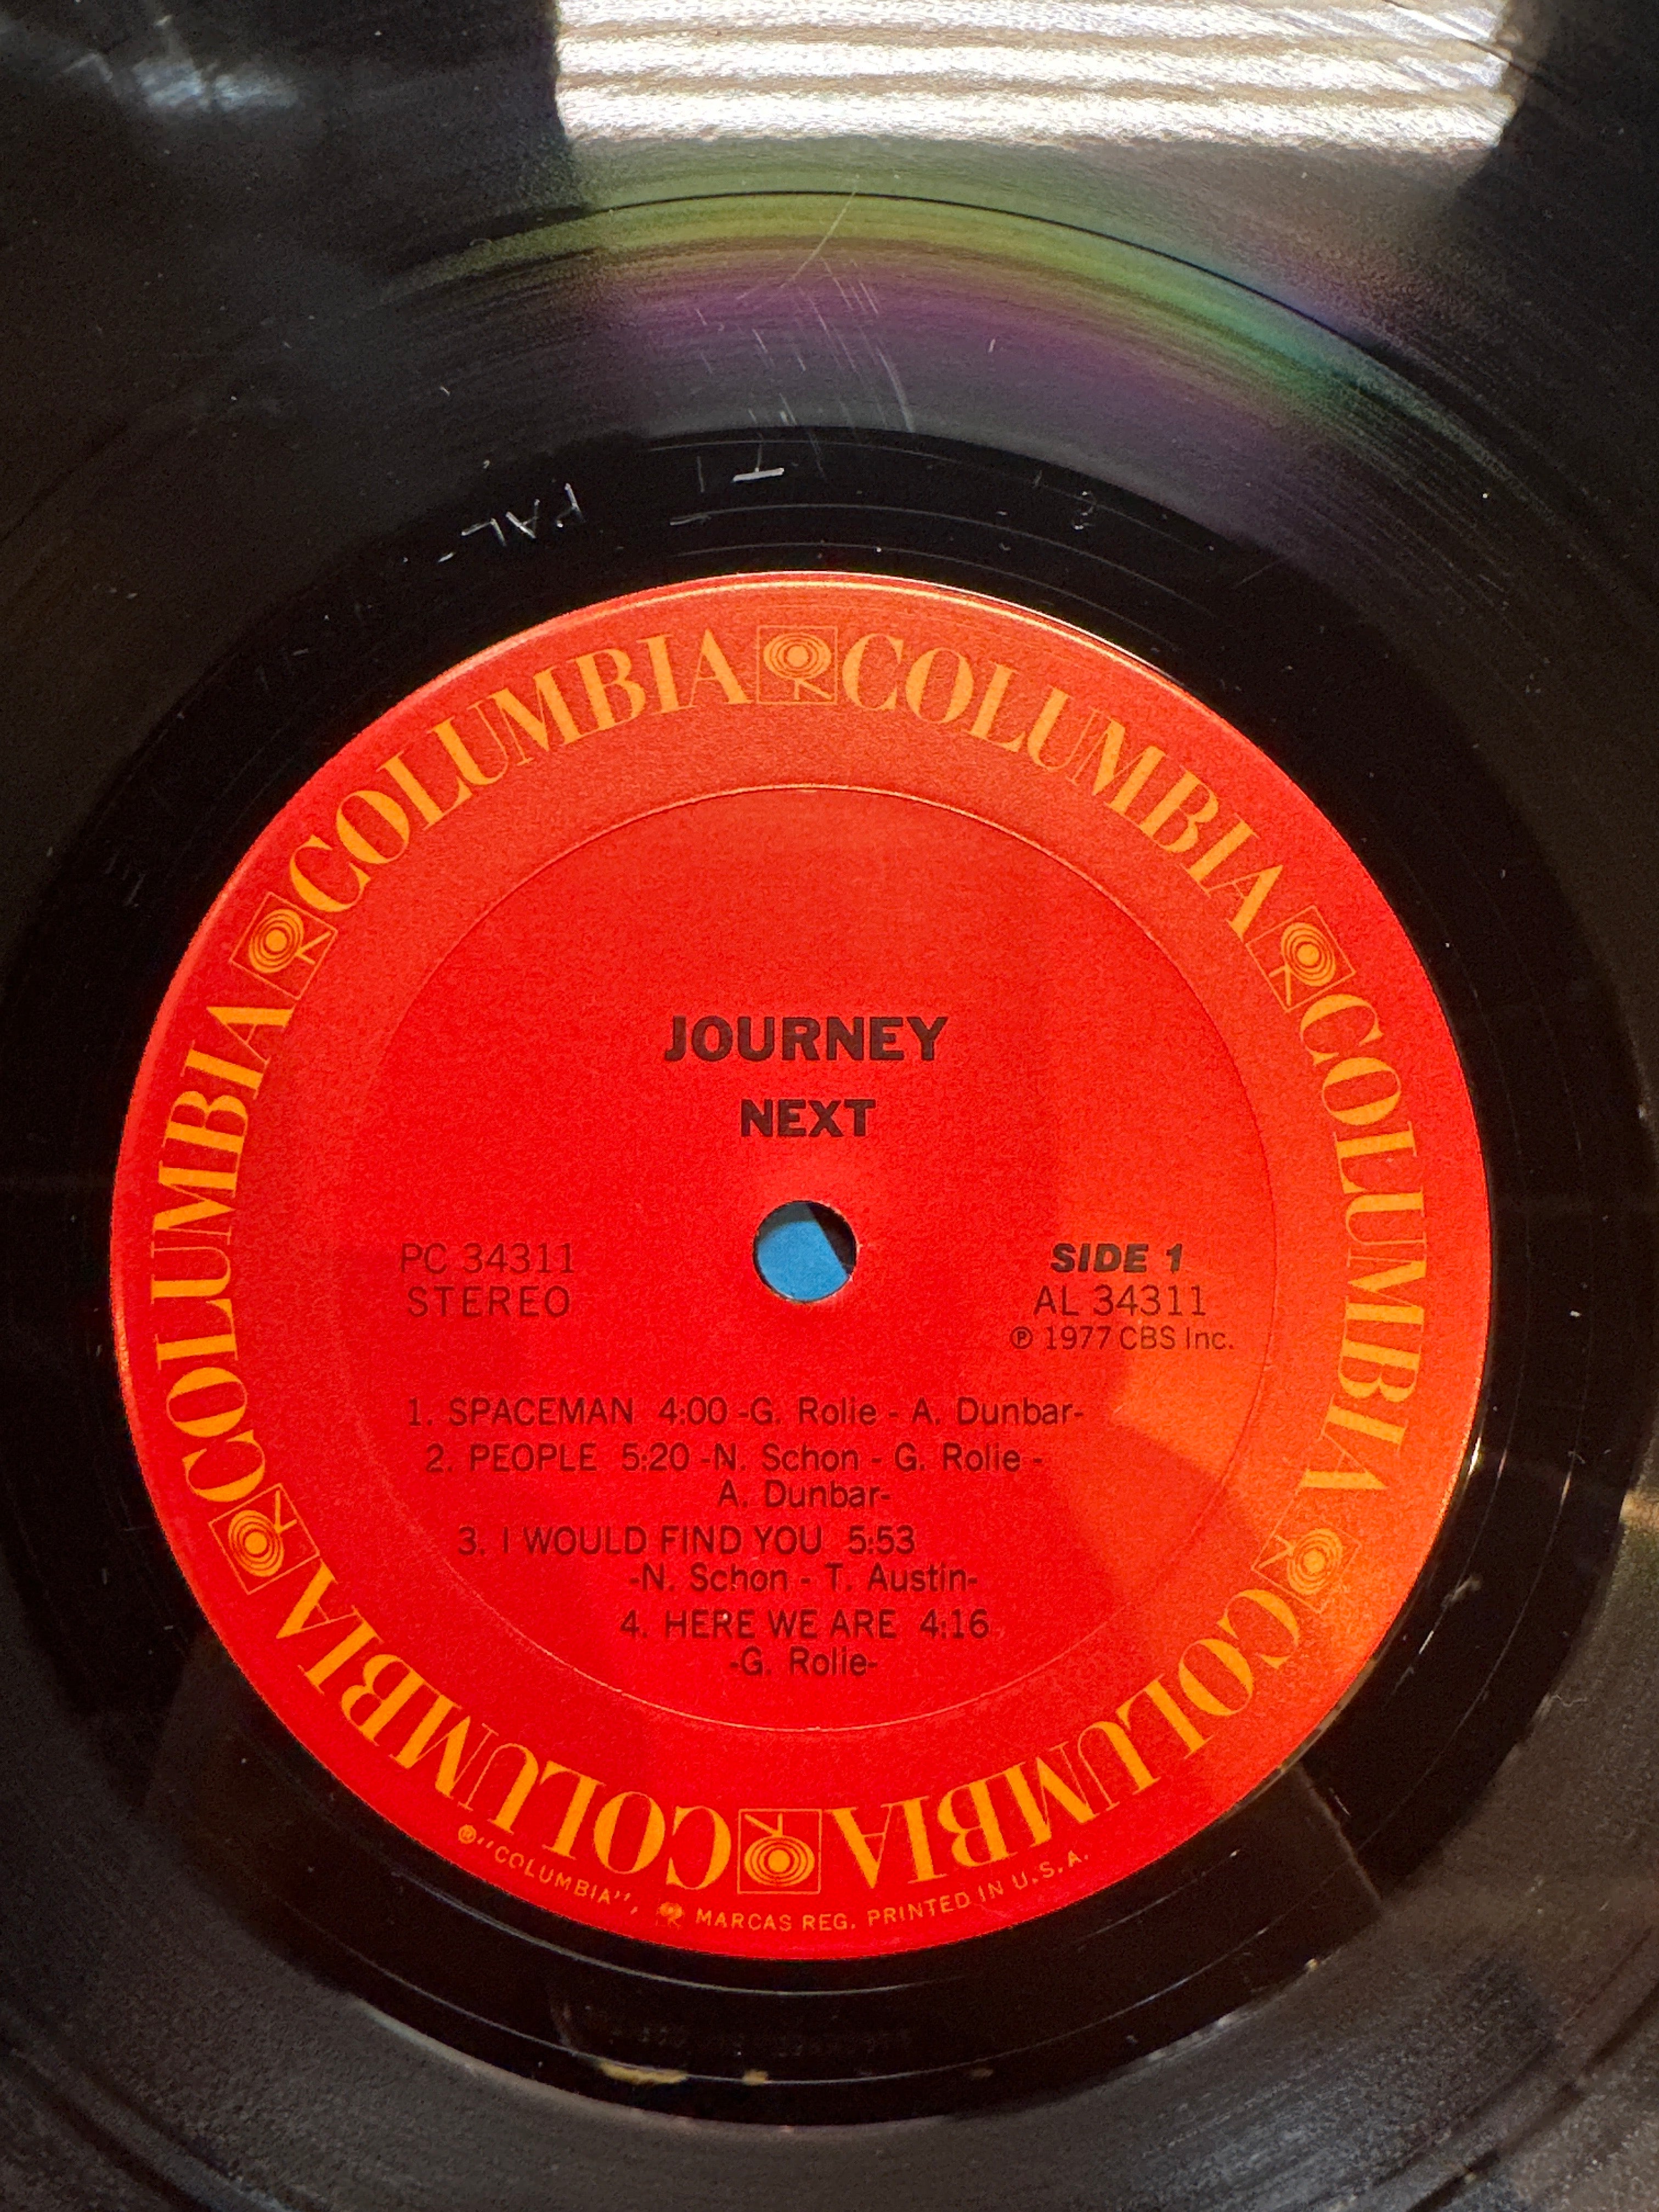 COLUMBIA COLUMBIA COLUMBIA COLUMBIA COLUMBIA COLUMBIA
JOURNEY
NEXT
PC 34311
STEREO
SIDE 1
AL 34311
℗ 1977 CBS Inc.
1. SPACEMAN 4:00 -G. Rolie - A. Dunbar-
2. PEOPLE 5:20 -N. Schon - G. Rolie -
A. Dunbar-
3. I WOULD FIND YOU 5:53
-N. Schon - T. Austin-
4. HERE WE ARE 4:16
-G. Rolie-
®"COLUMBIA", MARCAS REG. PRINTED IN U.S.A.
PAL